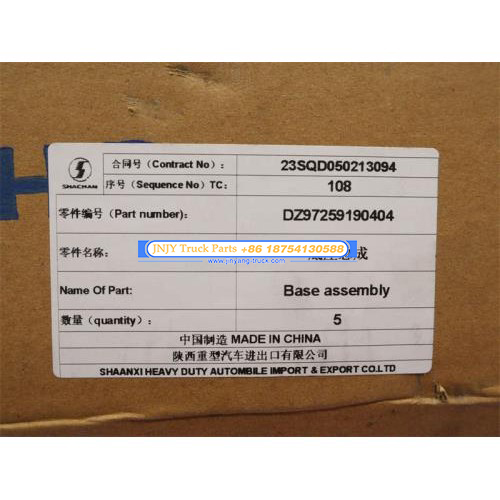 SHACMAN
合同号（Contract No）: 23SQD050213094
序号（Sequence No）TC: 108
零件编号（Part number）: DZ97259190404
零件名称:
JNJY Truck Parts +86 18754130588
www.jinyang-truck.com
Name Of Part: Base assembly
数量（quantity）: 5
中国制造 MADE IN CHINA
陕西重型汽车进出口有限公司
SHAANXI HEAVY DUTY AUTOMBILE IMPORT & EXPORT CO.LTD